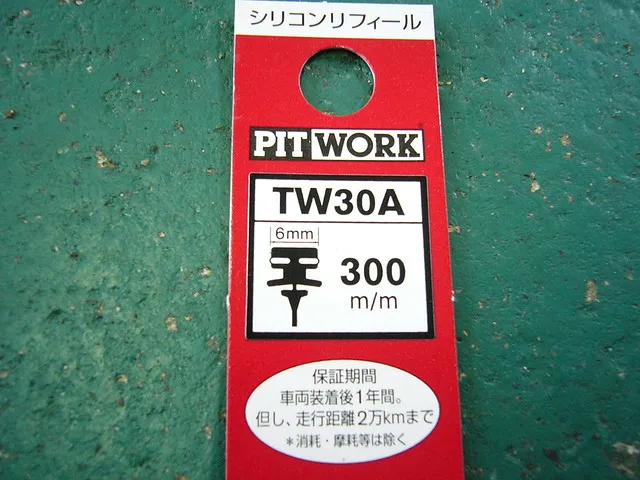 シリコンリフィール
PIT WORK
TW30A
6mm
300
m/m
保証期間
車両装着後1年間。
但し、走行距離2万kmまで
*消耗・摩耗等は除く